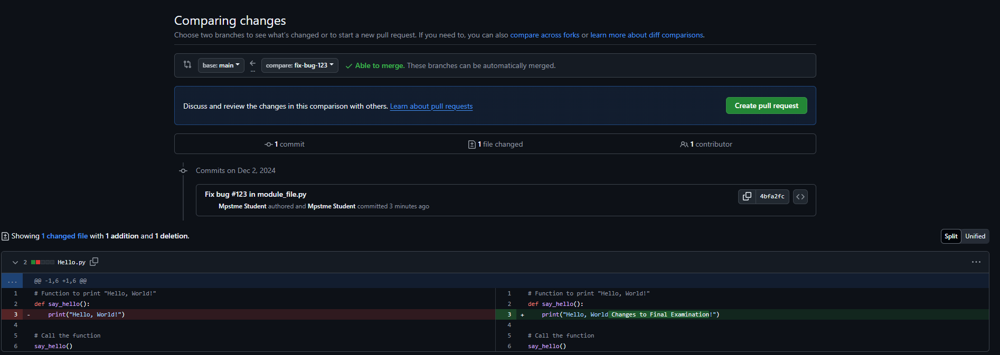 Comparing changes
Choose two branches to see what's changed or to start a new pull request. If you need to, you can also compare across forks or learn more about diff comparisons.
base: main ... compare: fix-bug-123 Able to merge. These branches can be automatically merged.
Discuss and review the changes in this comparison with others. Learn about pull requests Create pull request
1 commit 1 file changed 1 contributor
Commits on Dec 2, 2024
Fix bug #123 in module_file.py 4bfa2fc
Mpstme Student authored and Mpstme Student committed 3 minutes ago
Showing 1 changed file with 1 addition and 1 deletion. Split Unified
2 Hello.py ...
... @@ -1,6 +1,6 @@
1 # Function to print "Hello, World!" 1 # Function to print "Hello, World!"
2 def say_hello(): 2 def say_hello():
3 - print("Hello, World!") 3 + print("Hello, World Changes to Final Examination!")
4 4
5 # Call the function 5 # Call the function
6 say_hello() 6 say_hello()